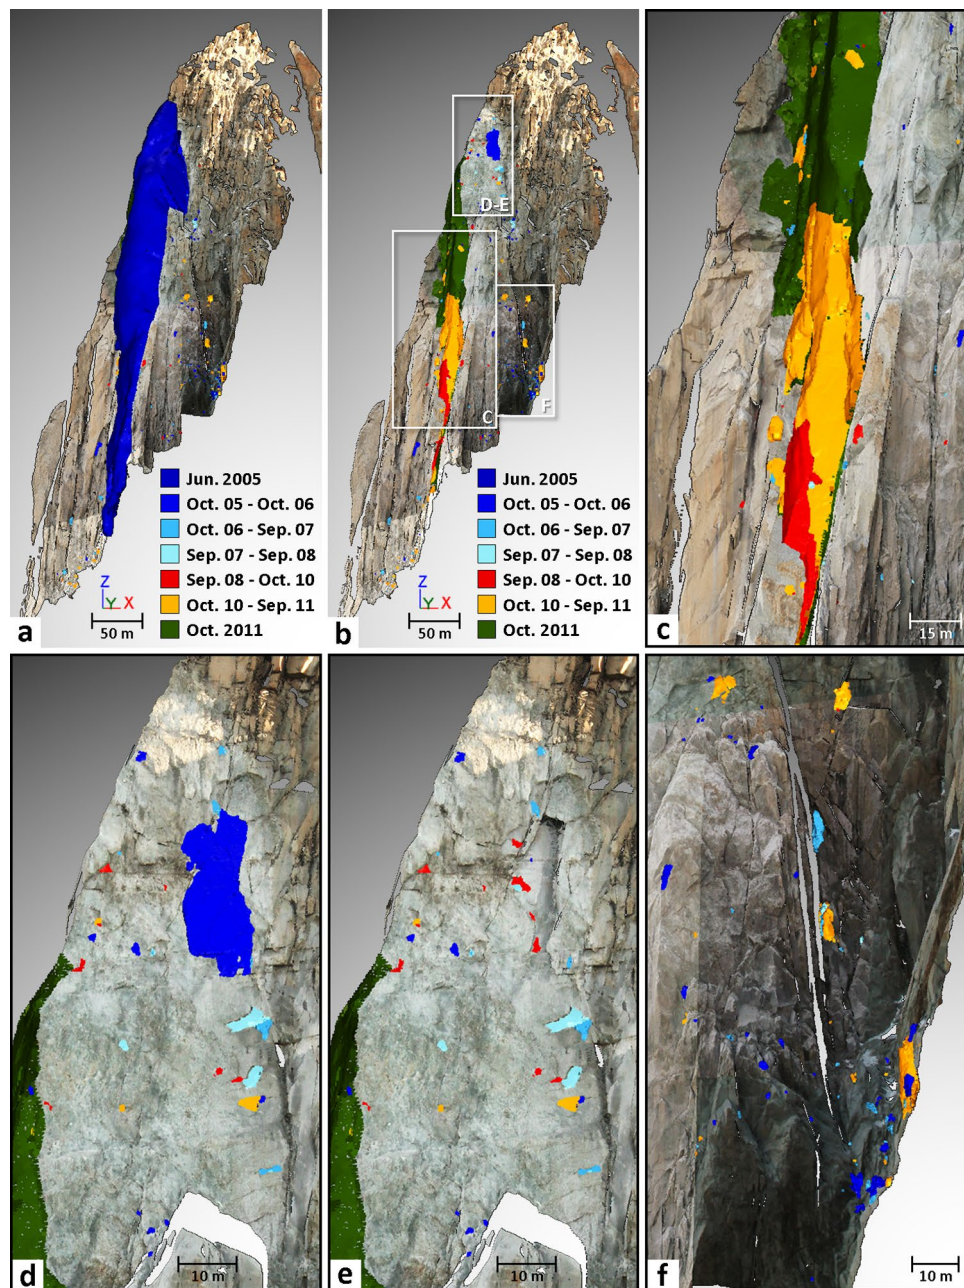 Jun. 2005
Oct. 05 - Oct. 06
Oct. 06 - Sep. 07
Sep. 07 - Sep. 08
Sep. 08 - Oct. 10
Oct. 10 - Sep. 11
Oct. 2011
Z
Y X
50 m
a
D-E
C
F
Jun. 2005
Oct. 05 - Oct. 06
Oct. 06 - Sep. 07
Sep. 07 - Sep. 08
Sep. 08 - Oct. 10
Oct. 10 - Sep. 11
Oct. 2011
Z
Y X
50 m
b
15 m
c
10 m
d
10 m
e
10 m
f